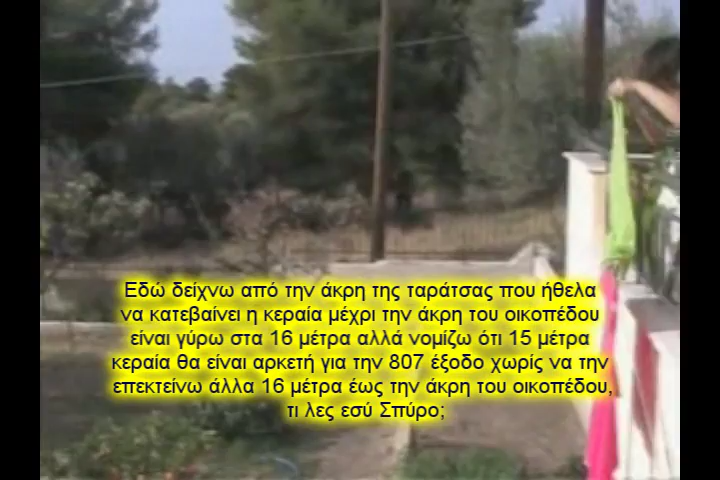 Εδώ δείχνω από την άκρη της ταράτσας που ήθελα
να κατεβαίνει η κεραία μέχρι την άκρη του οικοπέδου
είναι γύρω στα 16 μέτρα αλλά νομίζω ότι 15 μέτρα
κεραία θα είναι αρκετή για την 807 έξοδο χωρίς να την
επεκτείνω άλλα 16 μέτρα έως την άκρη του οικοπέδου,
τι λες εσύ Σπύρο;